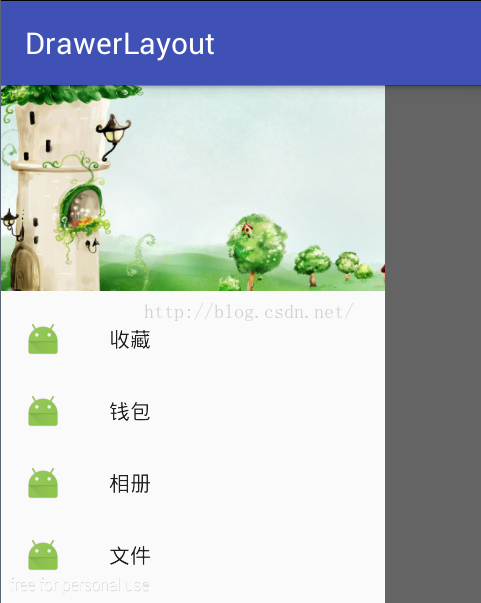 DrawerLayout
http://blog.csdn.net/
收藏
钱包
相册
文件
free for personal use